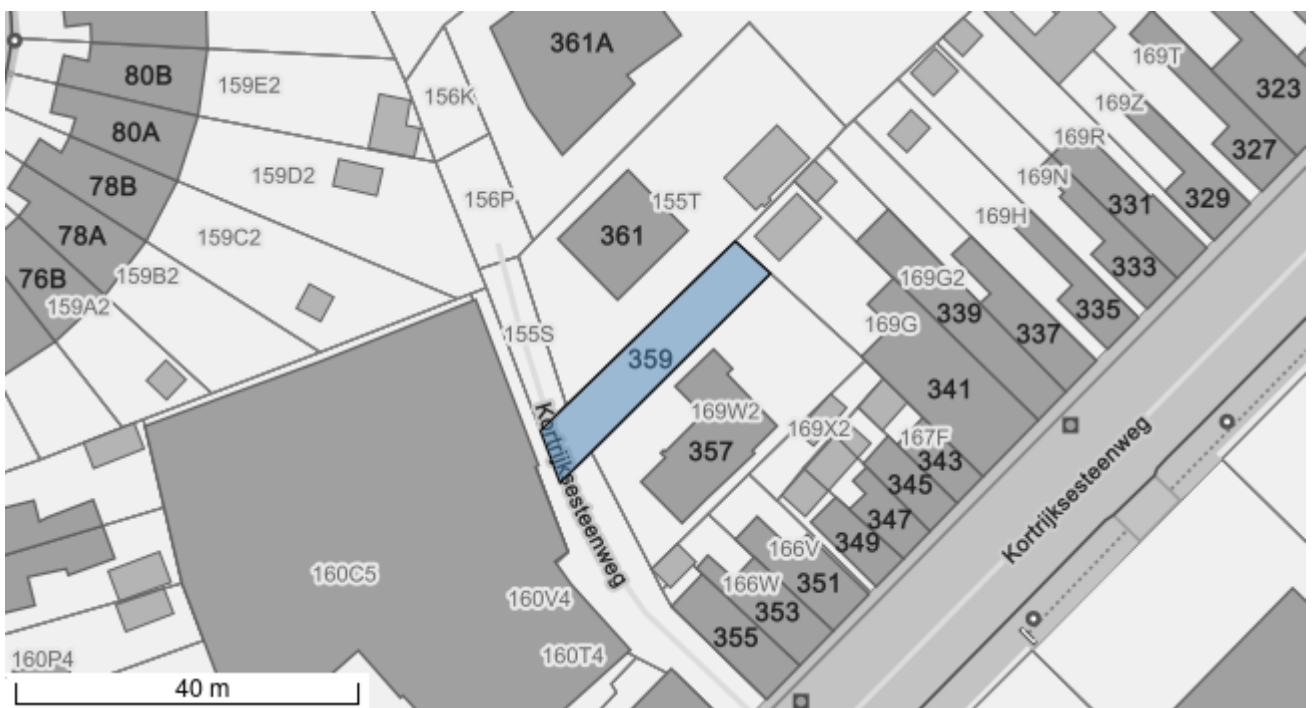 361A
323
169T
80B
159E2
156K
169Z
80A
327
169R
78B
159D2
169N
329
156P
155T
331
169H
78A
159C2
361
333
76B
159B2
169G2
335
159A2
339
337
155S
169G
359
341
Kortrijksesteenweg
169W2
169X2
167F
357
343
345
Kortrijksesteenweg
347
349
166V
160C5
351
166W
160V4
353
355
160P4
160T4
40 m